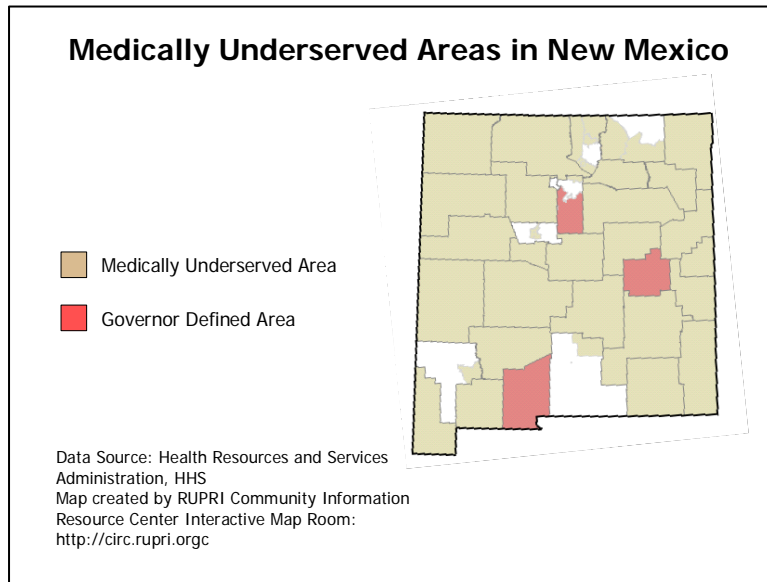 Medically Underserved Areas in New Mexico
Medically Underserved Area
Governor Defined Area
Data Source: Health Resources and Services
Administration, HHS
Map created by RUPRI Community Information
Resource Center Interactive Map Room:
http://circ.rupri.orgc